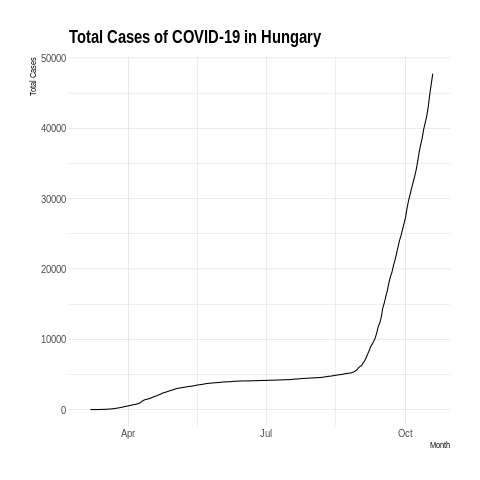 Total Cases of COVID-19 in Hungary
Total Cases
50000
40000
30000
20000
10000
0
Apr
Jul
Oct
Month